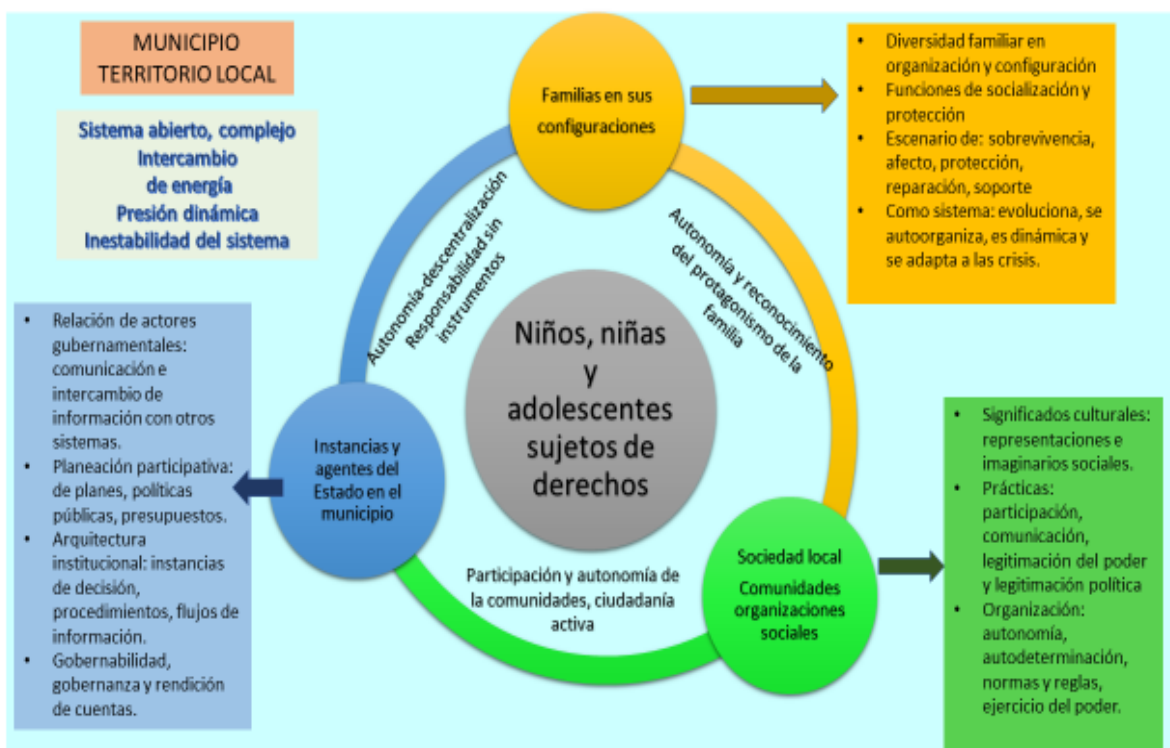 MUNICIPIO
TERRITORIO LOCAL
Sistema abierto, complejo
Intercambio
de energía
Presión dinámica
Inestabilidad del sistema
Familias en sus
configuraciones
• Diversidad familiar en
organización y configuración
• Funciones de socialización y
protección
• Escenario de: sobrevivencia,
afecto, protección,
reparación, soporte
• Como sistema: evoluciona, se
autoorganiza, es dinámica y
se adapta a las crisis.
Autonomía-descentralización
Responsabilidad sin
instrumentos
Autonomía y reconocimiento
del protagonismo de la
familia
Niños, niñas
y
adolescentes
sujetos de
derechos
• Relación de actores
gubernamentales:
comunicación e
intercambio de
información con otros
sistemas.
• Planeación participativa:
de planes, políticas
públicas, presupuestos.
• Arquitectura
institucional: instancias
de decisión,
procedimientos, flujos de
información.
• Gobernabilidad,
gobernanza y rendición
de cuentas.
Instancias y
agentes del
Estado en el
municipio
Participación y autonomía de
la comunidades, ciudadanía
activa
Sociedad local
Comunidades
organizaciones
sociales
• Significados culturales:
representaciones e
imaginarios sociales.
• Prácticas:
participación,
comunicación,
legitimación del poder
y legitimación política
• Organización:
autonomía,
autodeterminación,
normas y reglas,
ejercicio del poder.